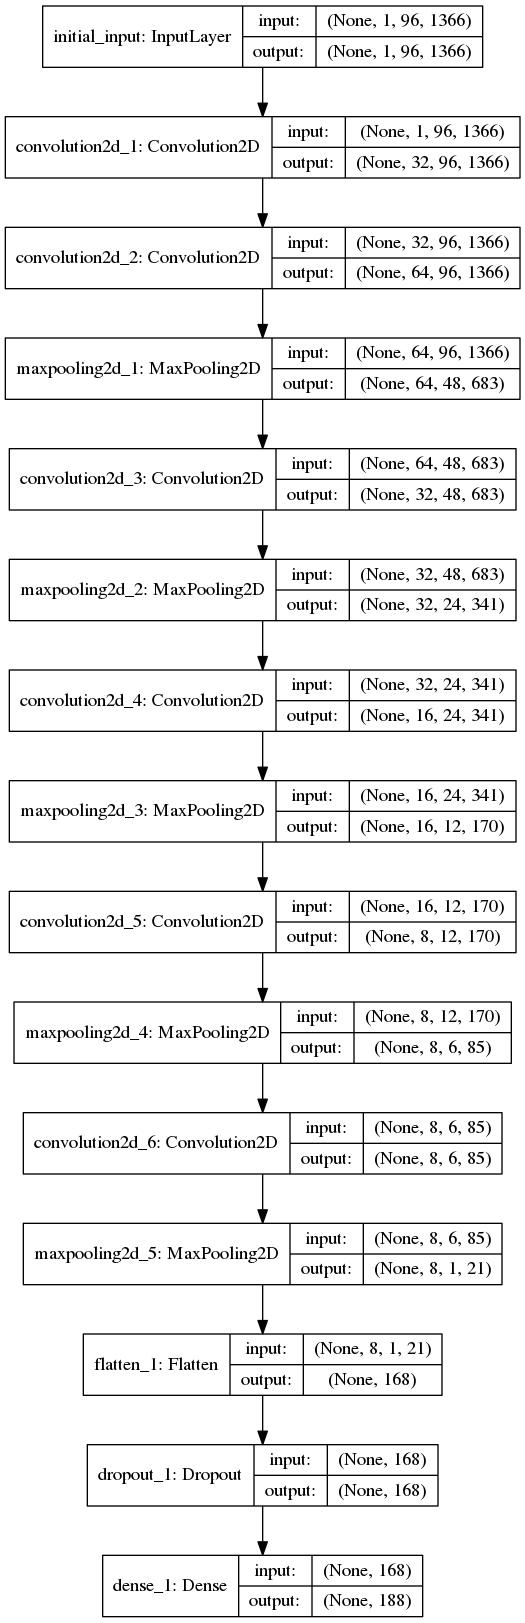 initial_input: InputLayer
input: (None, 1, 96, 1366)
output: (None, 1, 96, 1366)
convolution2d_1: Convolution2D
input: (None, 1, 96, 1366)
output: (None, 32, 96, 1366)
convolution2d_2: Convolution2D
input: (None, 32, 96, 1366)
output: (None, 64, 96, 1366)
maxpooling2d_1: MaxPooling2D
input: (None, 64, 96, 1366)
output: (None, 64, 48, 683)
convolution2d_3: Convolution2D
input: (None, 64, 48, 683)
output: (None, 32, 48, 683)
maxpooling2d_2: MaxPooling2D
input: (None, 32, 48, 683)
output: (None, 32, 24, 341)
convolution2d_4: Convolution2D
input: (None, 32, 24, 341)
output: (None, 16, 24, 341)
maxpooling2d_3: MaxPooling2D
input: (None, 16, 24, 341)
output: (None, 16, 12, 170)
convolution2d_5: Convolution2D
input: (None, 16, 12, 170)
output: (None, 8, 12, 170)
maxpooling2d_4: MaxPooling2D
input: (None, 8, 12, 170)
output: (None, 8, 6, 85)
convolution2d_6: Convolution2D
input: (None, 8, 6, 85)
output: (None, 8, 6, 85)
maxpooling2d_5: MaxPooling2D
input: (None, 8, 6, 85)
output: (None, 8, 1, 21)
flatten_1: Flatten
input: (None, 8, 1, 21)
output: (None, 168)
dropout_1: Dropout
input: (None, 168)
output: (None, 168)
dense_1: Dense
input: (None, 168)
output: (None, 188)